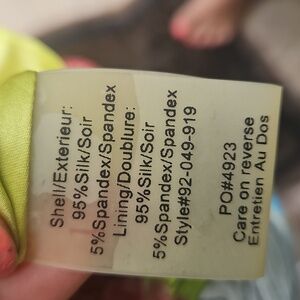 Shell/Exterieur:
95%Silk/Soir
5%Spandex/Spandex
Lining/Doublure:
95%Silk/Soir
5%Spandex/Spandex
Style#92-049-919
PO#4923
Care on reverse
Entretien Au Dos